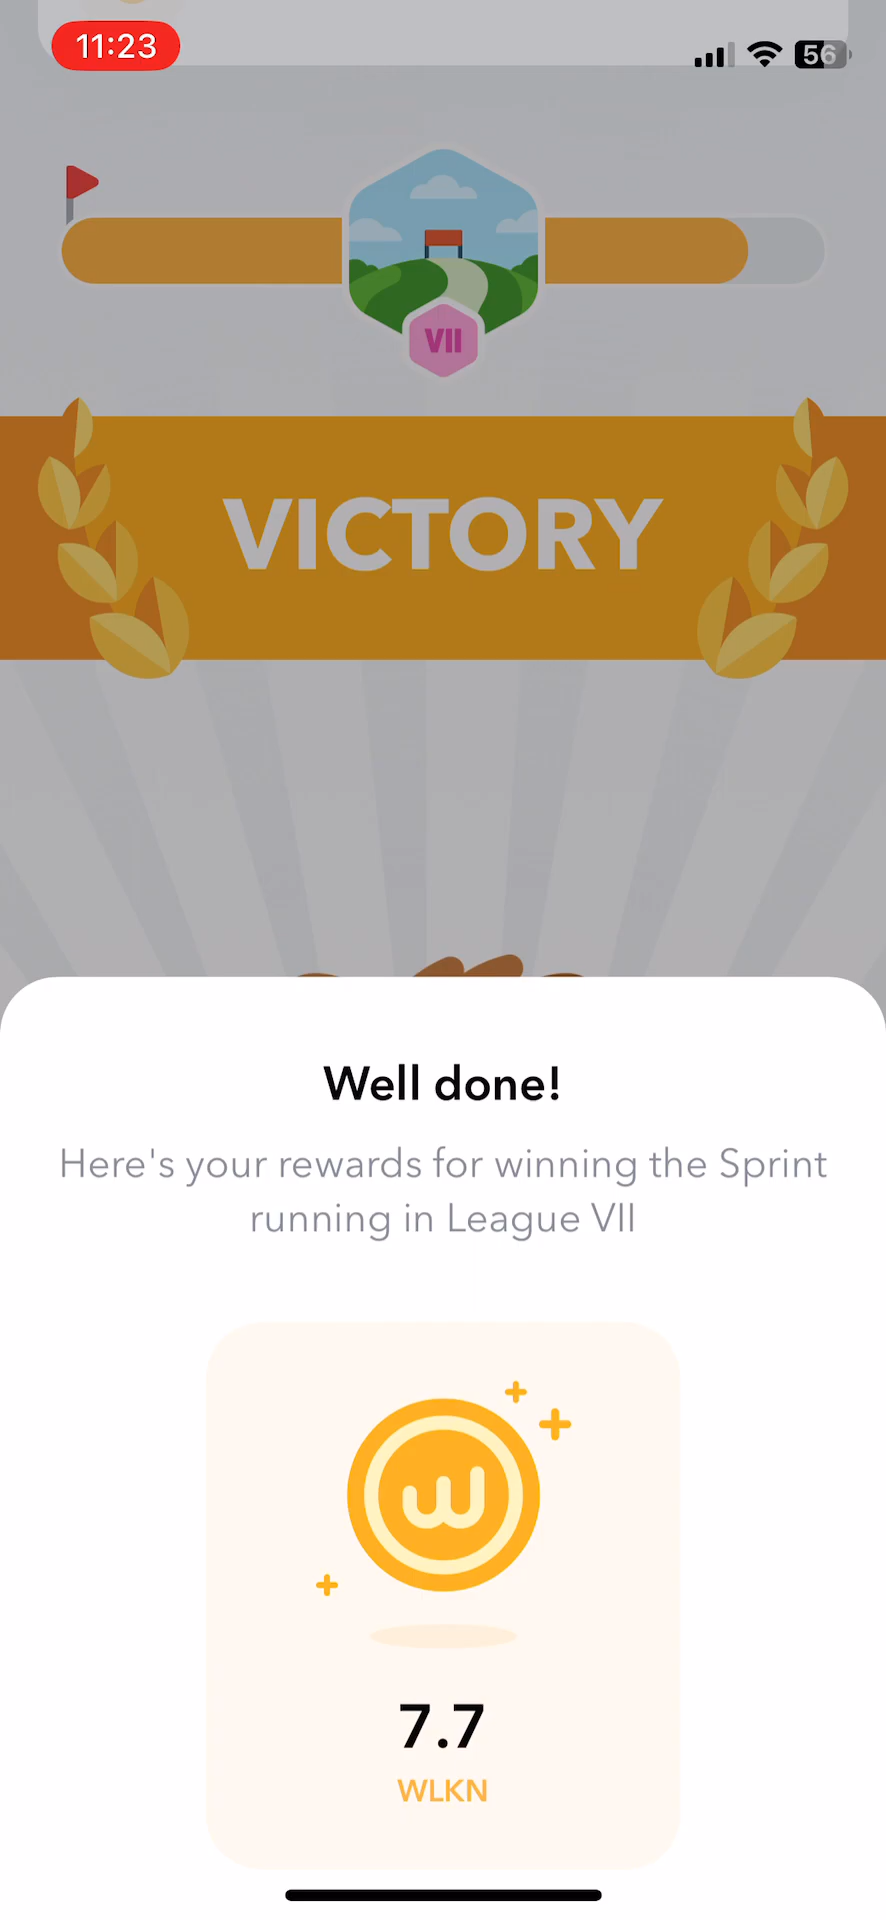 11:23
56
VII
VICTORY
Well done!
Here's your rewards for winning the Sprint
running in League VII
7.7
WLKN